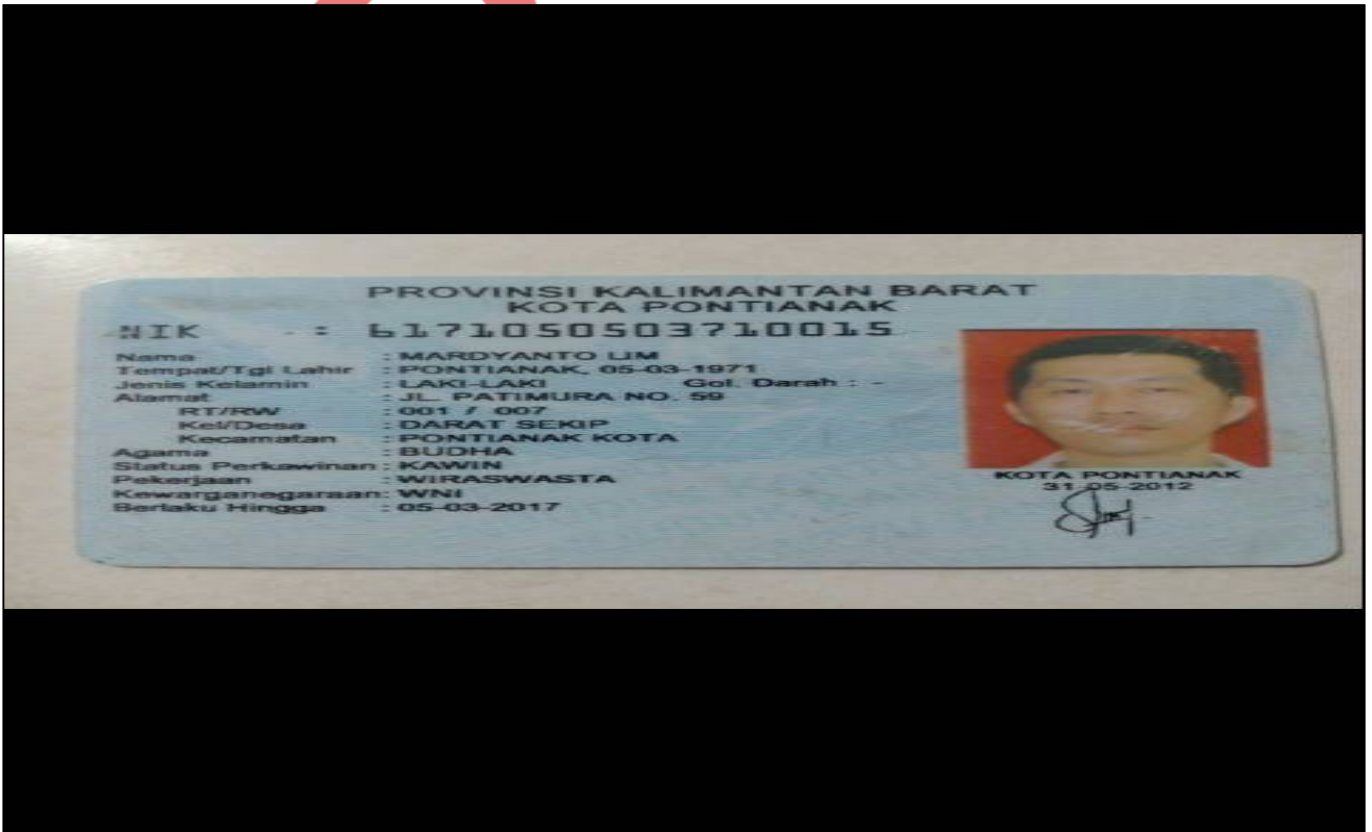 PROVINSI KALIMANTAN BARAT
KOTA PONTIANAK
NIK : 6171050503710015
Nama : MARDYANTO LIM
Tempat/Tgl Lahir : PONTIANAK, 05-03-1971
Jenis Kelamin : LAKI-LAKI Gol. Darah : -
Alamat : JL. PATIMURA NO. 59
RT/RW : 001 / 007
Kel/Desa : DARAT SEKIP
Kecamatan : PONTIANAK KOTA
Agama : BUDHA
Status Perkawinan : KAWIN
Pekerjaan : WIRASWASTA
Kewarganegaraan: WNI
Berlaku Hingga : 05-03-2017
KOTA PONTIANAK
31-05-2012